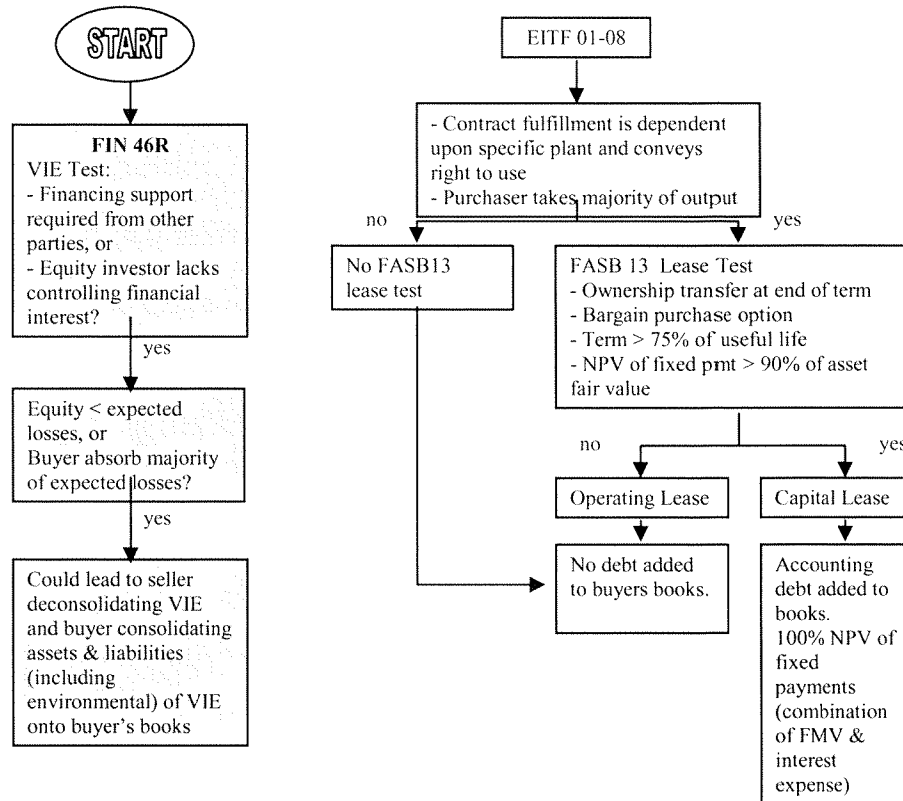 START
FIN 46R
VIE Test:
- Financing support
required from other
parties, or
- Equity investor lacks
controlling financial
interest?
yes
Equity < expected
losses, or
Buyer absorb majority
of expected losses?
yes
Could lead to seller
deconsolidating VIE
and buyer consolidating
assets & liabilities
(including
environmental) of VIE
onto buyer's books
EITF 01-08
- Contract fulfillment is dependent
upon specific plant and conveys
right to use
- Purchaser takes majority of output
no
yes
No FASB13
lease test
FASB 13 Lease Test
- Ownership transfer at end of term
- Bargain purchase option
- Term > 75% of useful life
- NPV of fixed pmt > 90% of asset
fair value
no
yes
Operating Lease
Capital Lease
No debt added
to buyers books.
Accounting
debt added to
books.
100% NPV of
fixed
payments
(combination
of FMV &
interest
expense)